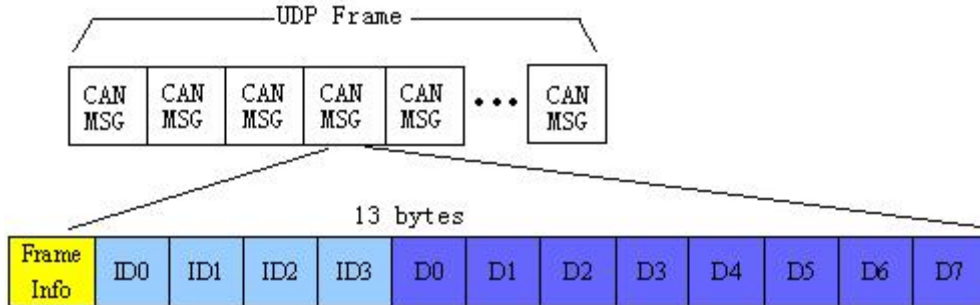 UDP Frame
CAN MSG CAN MSG CAN MSG CAN MSG CAN MSG ••• CAN MSG
13 bytes
Frame Info ID0 ID1 ID2 ID3 D0 D1 D2 D3 D4 D5 D6 D7